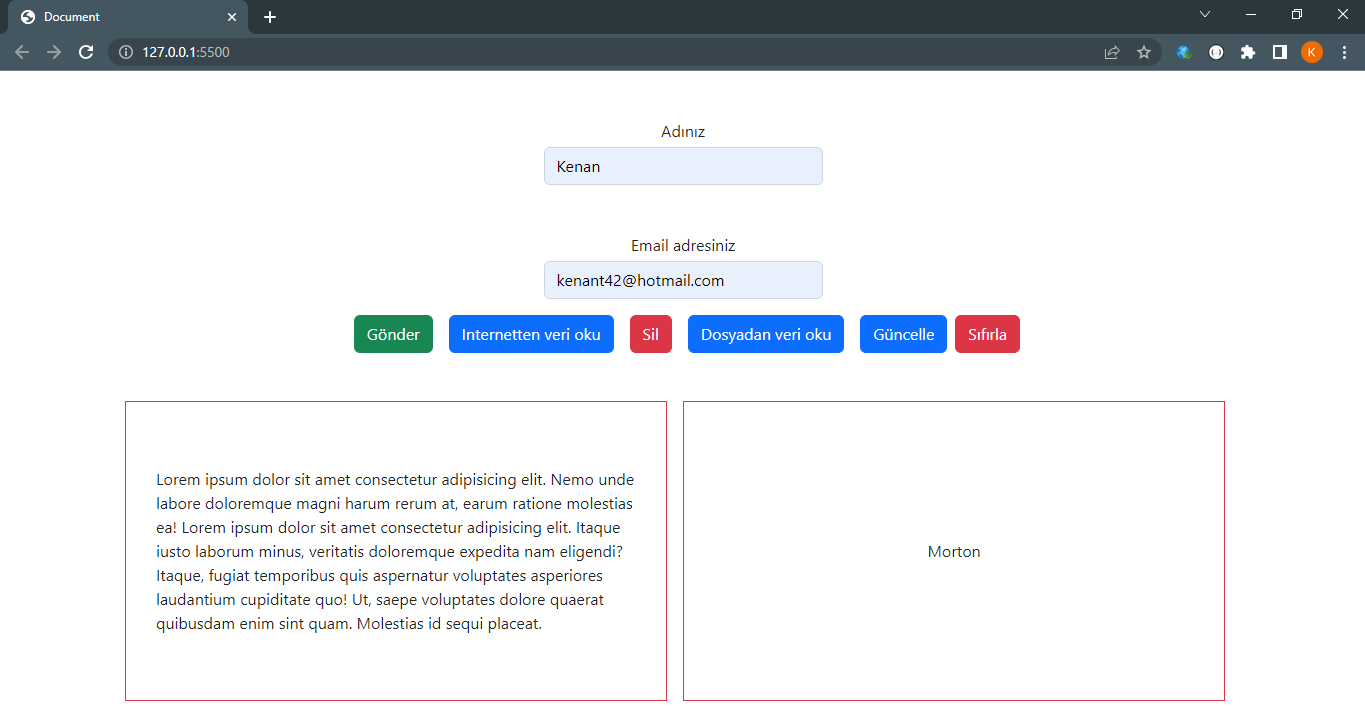 Document
127.0.0.1:5500
K
Adınız
Kenan
Email adresiniz
kenant42@hotmail.com
Gönder Internetten veri oku Sil Dosyadan veri oku Güncelle Sıfırla
Lorem ipsum dolor sit amet consectetur adipisicing elit. Nemo unde
labore doloremque magni harum rerum at, earum ratione molestias
ea! Lorem ipsum dolor sit amet consectetur adipisicing elit. Itaque
iusto laborum minus, veritatis doloremque expedita nam eligendi?
Itaque, fugiat temporibus quis aspernatur voluptates asperiores
laudantium cupiditate quo! Ut, saepe voluptates dolore quaerat
quibusdam enim sint quam. Molestias id sequi placeat.
Morton